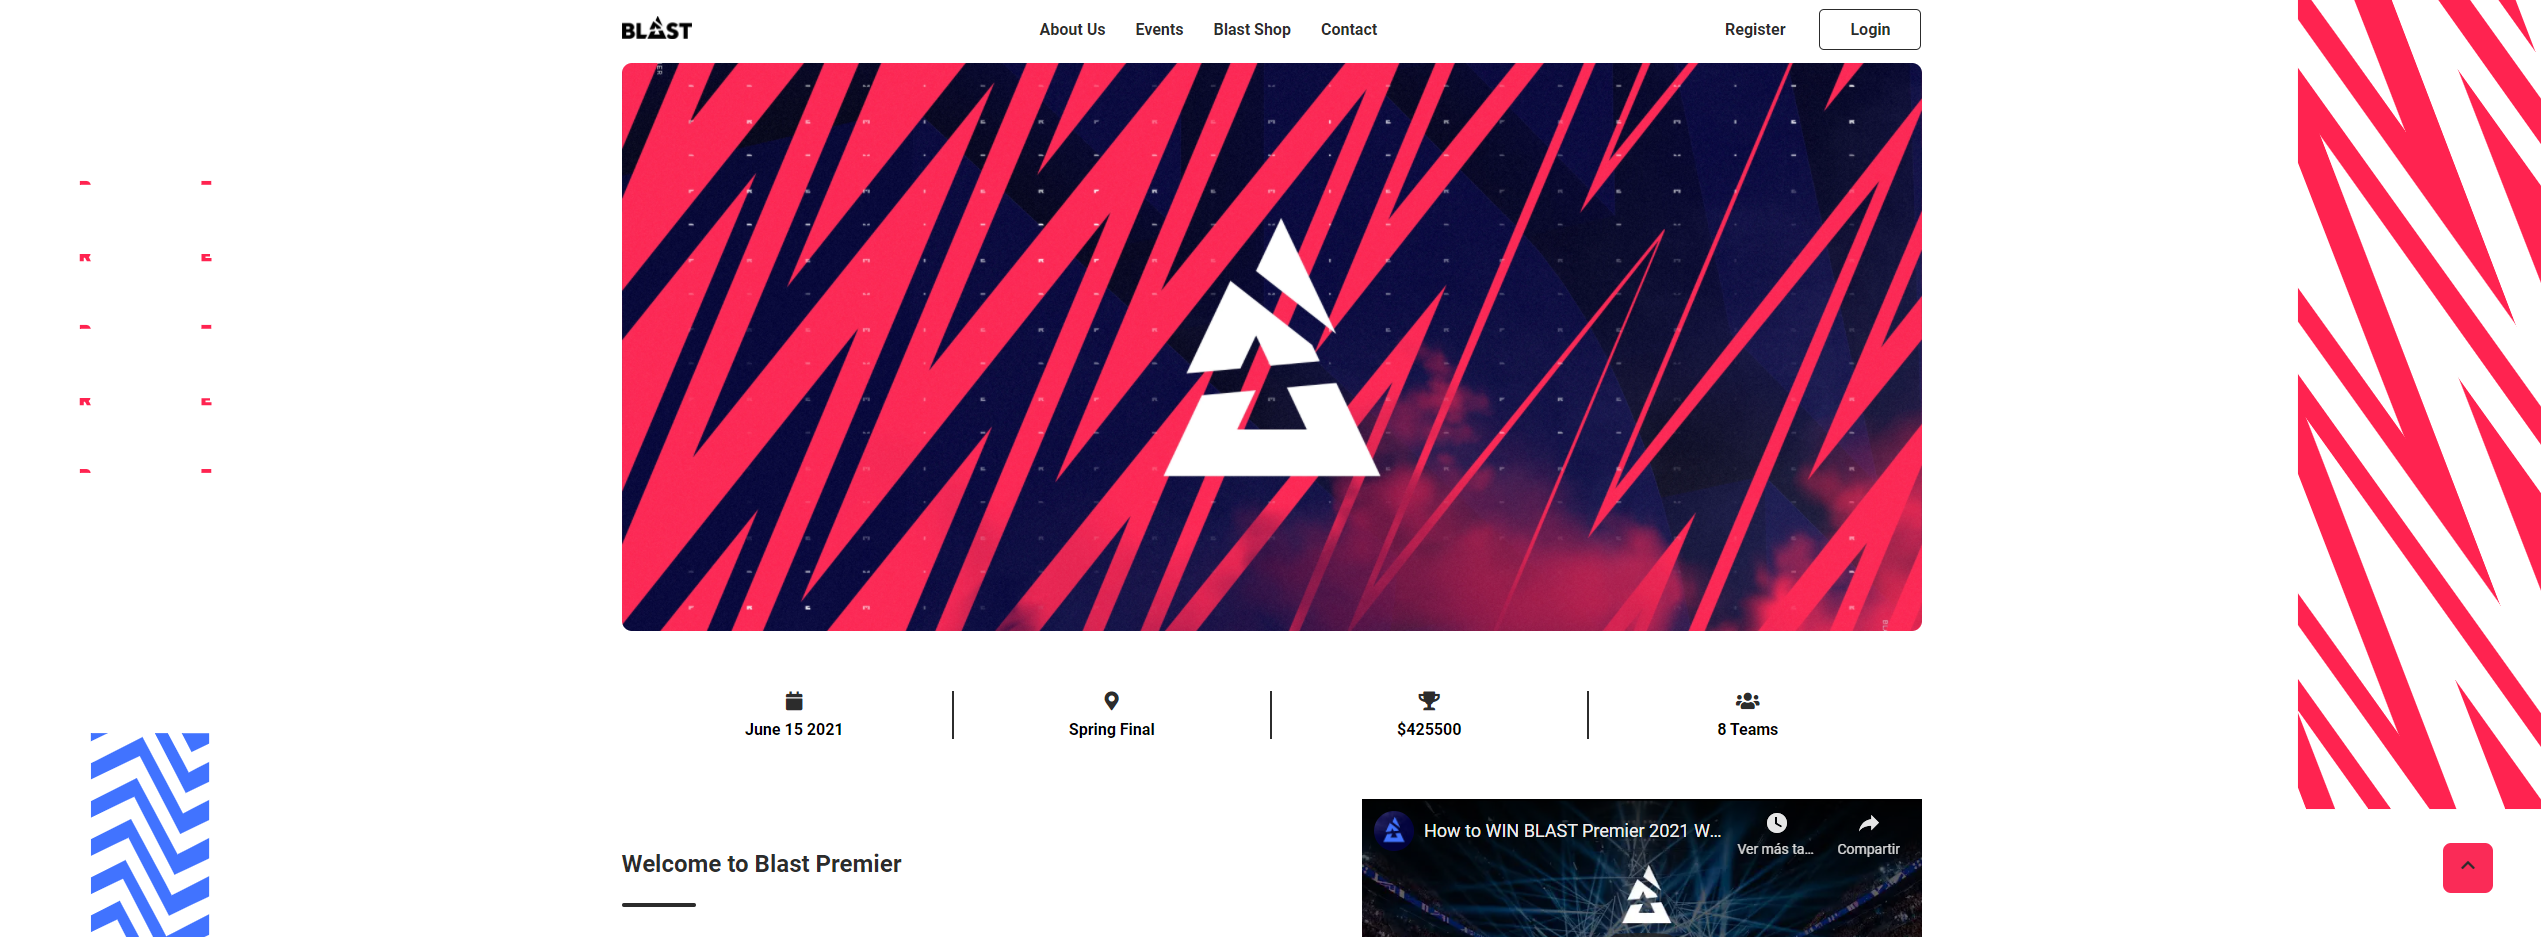 BLAST
About Us
Events
Blast Shop
Contact
Register
Login
June 15 2021
Spring Final
$425500
8 Teams
Welcome to Blast Premier
How to WIN BLAST Premier 2021 W...
Ver más ta...
Compartir